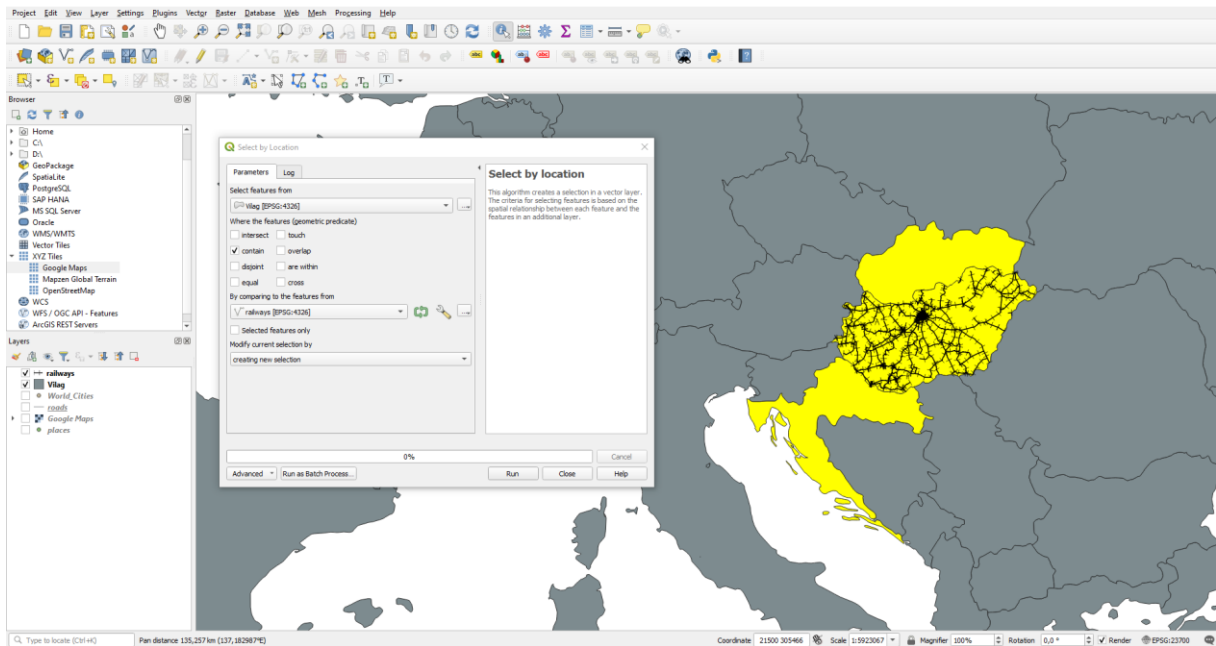 Project Edit View Layer Settings Plugins Vector Raster Database Web Mesh Processing Help
Browser
Home
C:\
D:\
GeoPackage
SpatiaLite
PostgreSQL
SAP HANA
MS SQL Server
Oracle
WMS/WMTS
Vector Tiles
XYZ Tiles
Google Maps
Mapzen Global Terrain
OpenStreetMap
WCS
WFS / OGC API - Features
ArcGIS REST Servers
Layers
railways
Vilag
World_Cities
roads
Google Maps
places
Select by Location
Parameters Log
Select features from
Vilag [EPSG:4326]
Where the features (geometric predicate)
intersect touch
contain overlap
disjoint are within
equal cross
By comparing to the features from
railways [EPSG:4326]
Selected features only
Modify current selection by
creating new selection
Select by location
This algorithm creates a selection in a vector layer.
The criteria for selecting features is based on the
spatial relationship between each feature and the
features in an additional layer.
0% Cancel
Advanced Run as Batch Process... Run Close Help
Type to locate (Ctrl+K) Pan distance 135,257 km (137,182987°E) Coordinate 21500 305466 Scale 1:5923067 Magnifier 100% Rotation 0,0 ° Render EPSG:23700